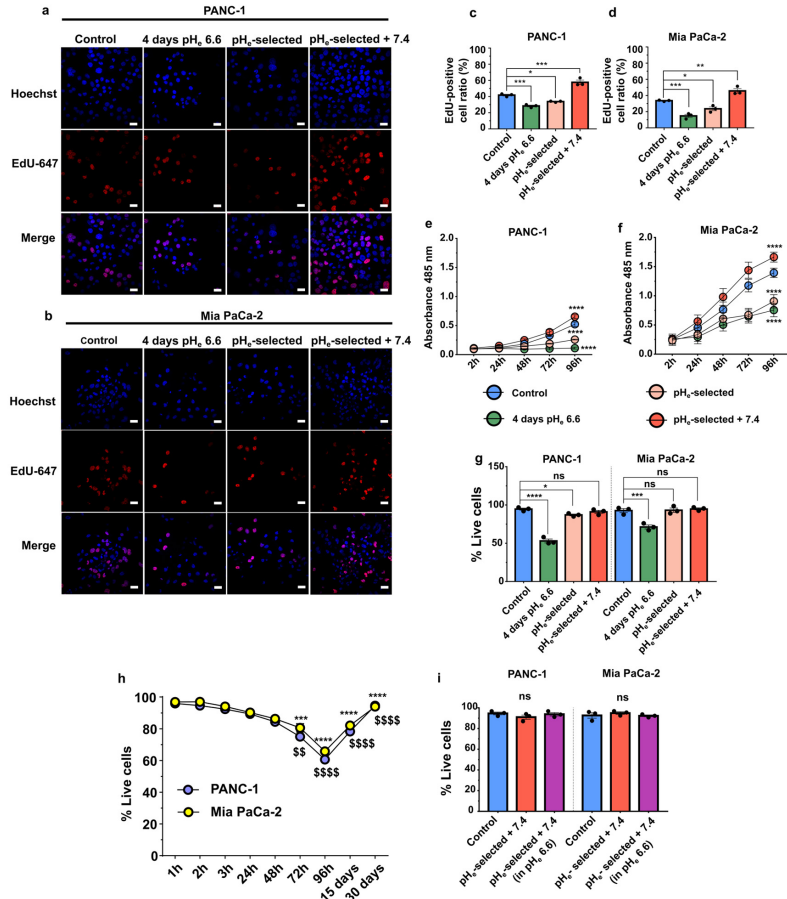 a
PANC-1
Control
4 days pHe 6.6
pHe-selected
pHe-selected + 7.4
Hoechst
EdU-647
Merge
b
Mia PaCa-2
Control
4 days pHe 6.6
pHe-selected
pHe-selected + 7.4
Hoechst
EdU-647
Merge
c
PANC-1
EdU-positive
cell ratio (%)
100
80
60
40
20
0
***
*
***
Control
4 days pHe 6.6
pHe-selected
pHe-selected + 7.4
d
Mia PaCa-2
EdU-positive
cell ratio (%)
100
80
60
40
20
0
**
*
***
Control
4 days pHe 6.6
pHe-selected
pHe-selected + 7.4
e
PANC-1
Absorbance 485 nm
2.0
1.5
1.0
0.5
0.0
****
****
****
2h
24h
48h
72h
96h
f
Mia PaCa-2
Absorbance 485 nm
2.0
1.5
1.0
0.5
0.0
****
****
****
2h
24h
48h
72h
96h
Control
pHe-selected
4 days pHe 6.6
pHe-selected + 7.4
g
PANC-1
Mia PaCa-2
% Live cells
150
100
50
0
ns
*
****
ns
ns
***
Control
4 days pHe 6.6
pHe-selected
pHe-selected + 7.4
Control
4 days pHe 6.6
pHe-selected
pHe-selected + 7.4
h
% Live cells
100
80
60
40
20
0
***
****
****
****
$$
$$$$
$$$$
$$$$
PANC-1
Mia PaCa-2
1h
2h
3h
24h
48h
72h
96h
15 days
30 days
i
PANC-1
Mia PaCa-2
ns
ns
% Live cells
100
80
60
40
20
0
Control
pHe-selected + 7.4
pHe-selected + 7.4
(in pHe 6.6)
Control
pHe- selected + 7.4
pHe- selected + 7.4
(in pHe 6.6)